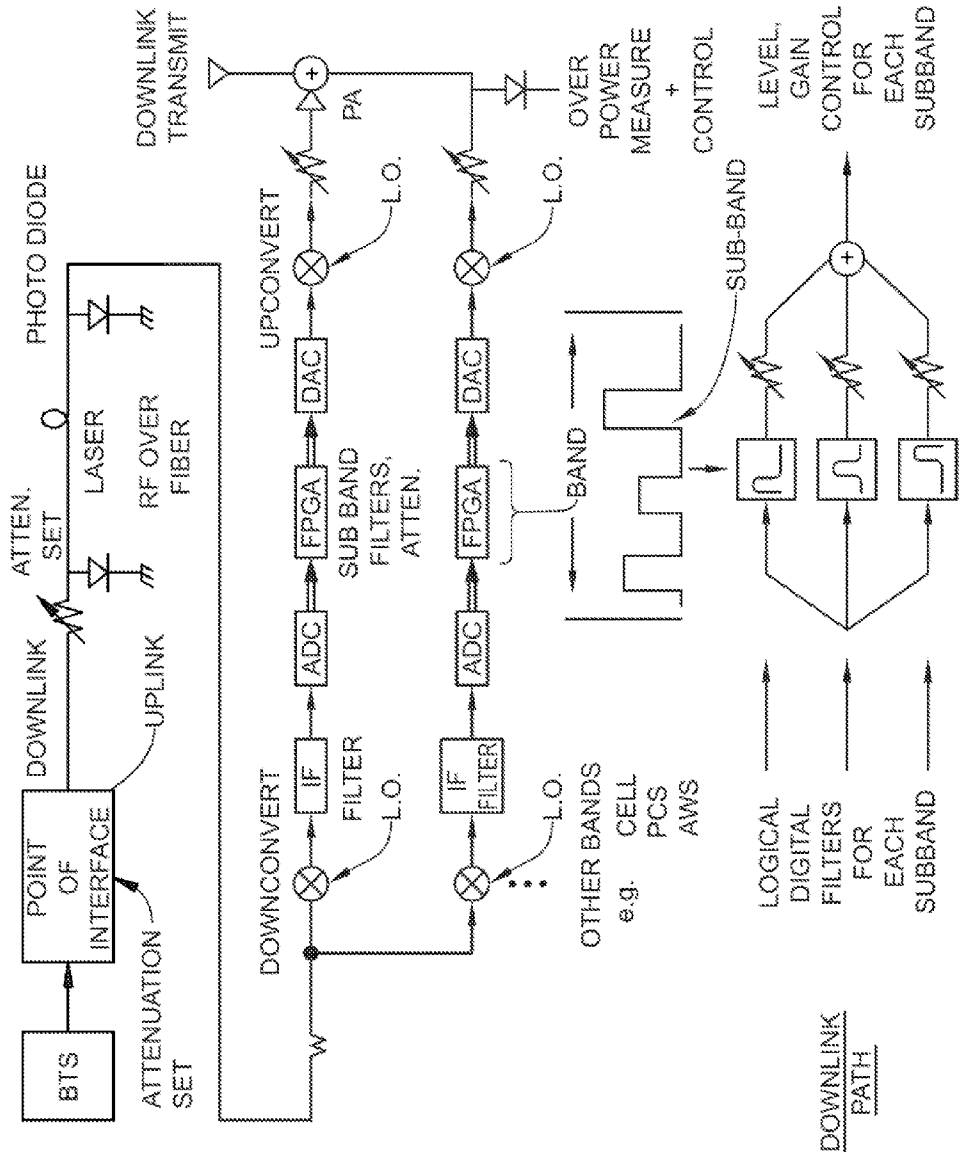 BTS
POINT
OF
INTERFACE
ATTENUATION
SET
DOWNLINK
UPLINK
ATTEN.
SET
LASER
RF OVER
FIBER
PHOTO DIODE
DOWNLINK
TRANSMIT
DOWNCONVERT
IF
FILTER
L.O.
ADC
FPGA
SUB BAND
FILTERS,
ATTEN.
DAC
UPCONVERT
L.O.
PA
L.O.
OTHER BANDS
e.g. CELL
PCS
AWS
IF
FILTER
ADC
FPGA
DAC
L.O.
OVER
POWER
MEASURE
+
CONTROL
BAND
SUB-BAND
LOGICAL
DIGITAL
FILTERS
FOR
EACH
SUBBAND
LEVEL,
GAIN
CONTROL
FOR
EACH
SUBBAND
DOWNLINK
PATH